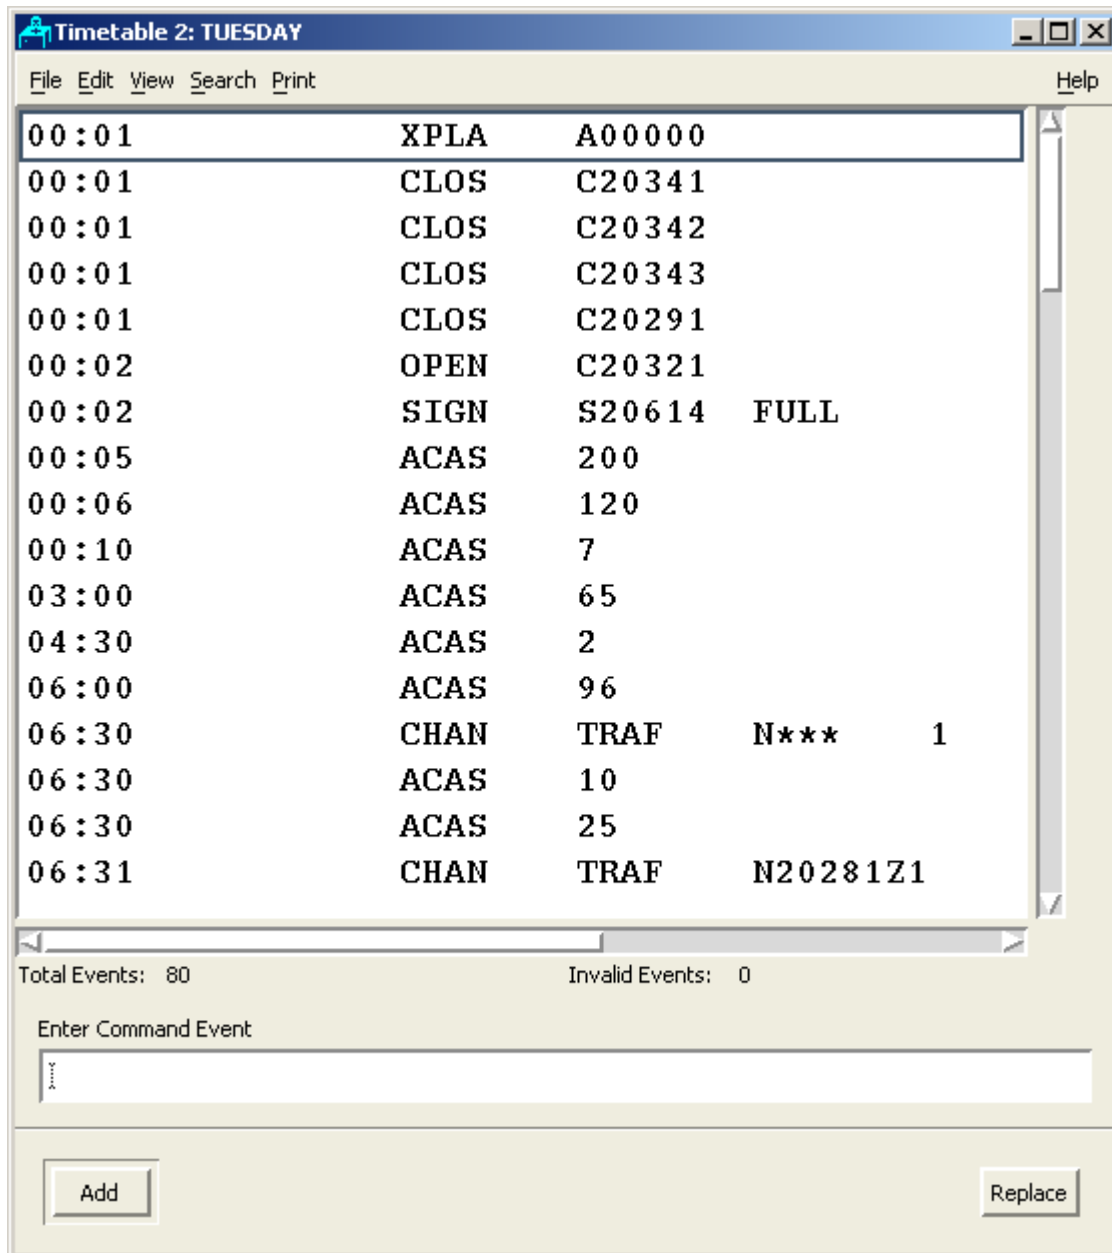 Timetable 2: TUESDAY
File Edit View Search Print Help
00:01 XPLA A00000
00:01 CLOS C20341
00:01 CLOS C20342
00:01 CLOS C20343
00:01 CLOS C20291
00:02 OPEN C20321
00:02 SIGN S20614 FULL
00:05 ACAS 200
00:06 ACAS 120
00:10 ACAS 7
03:00 ACAS 65
04:30 ACAS 2
06:00 ACAS 96
06:30 CHAN TRAF N*** 1
06:30 ACAS 10
06:30 ACAS 25
06:31 CHAN TRAF N20281Z1
Total Events: 80 Invalid Events: 0
Enter Command Event
Add Replace